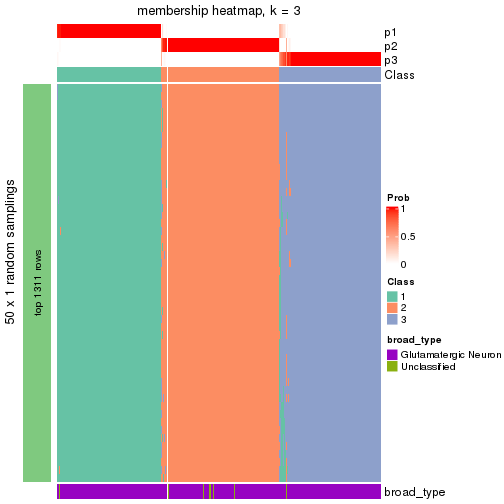 membership heatmap, k = 3
p1
p2
p3
Class
50 x 1 random samplings
top 1311 rows
Prob
1
0.5
0
Class
1
2
3
broad_type
Glutamatergic Neuron
Unclassified
broad_type